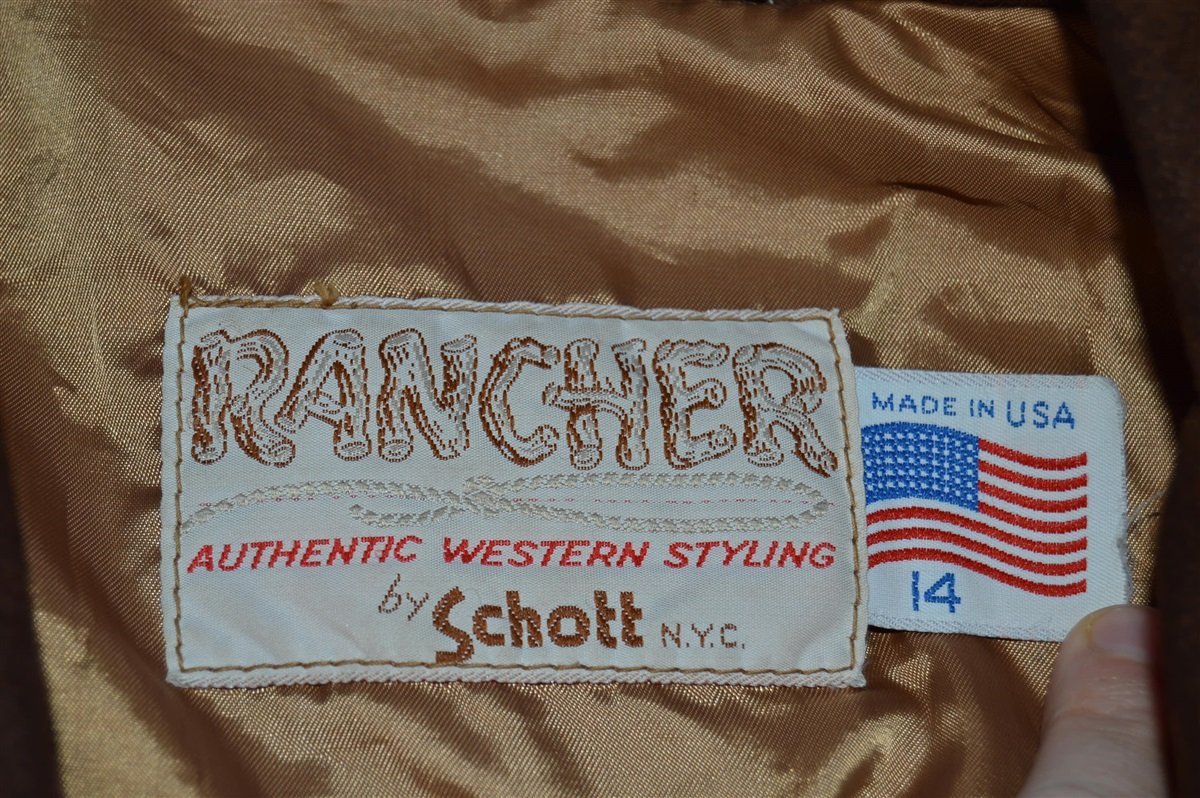 RANCHER
AUTHENTIC WESTERN STYLING
by Schott N.Y.C.
MADE IN USA
14